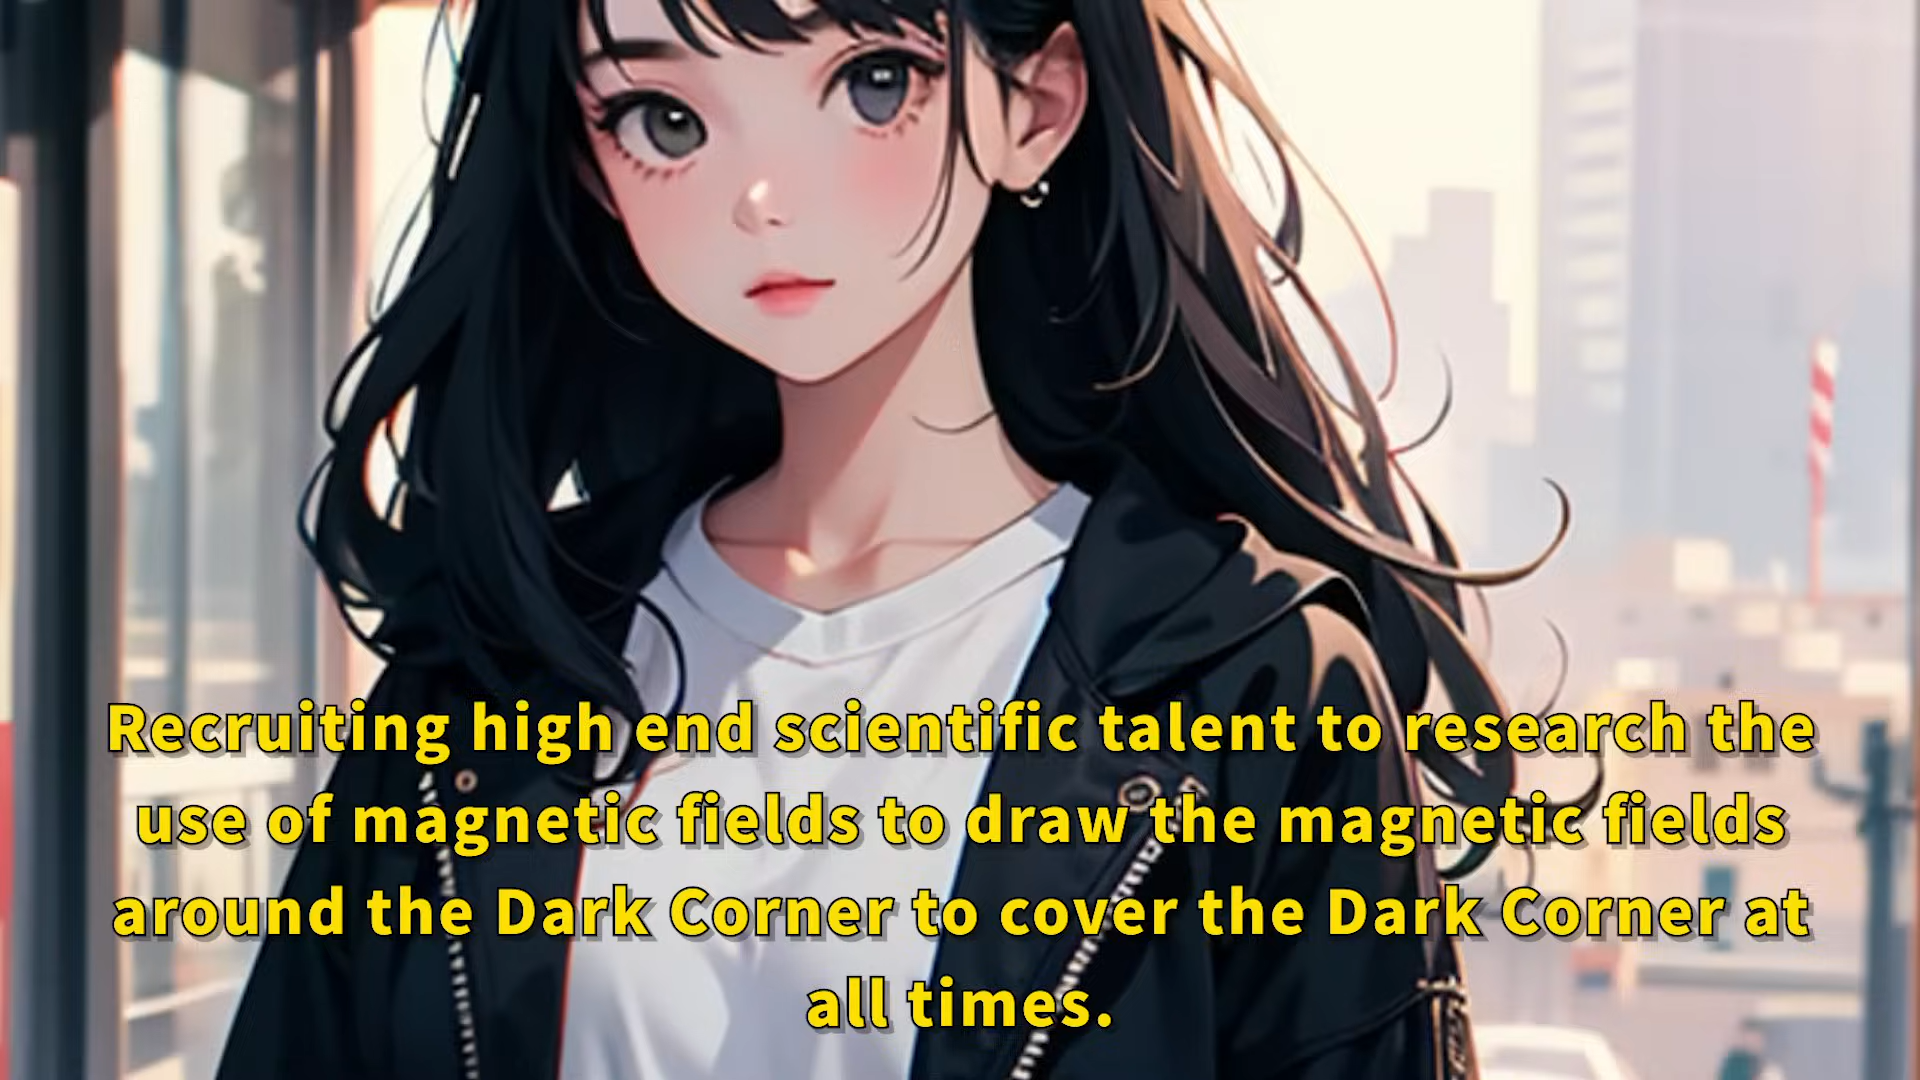 Recruiting high end scientific talent to research the
use of magnetic fields to draw the magnetic fields
around the Dark Corner to cover the Dark Corner at
all times.